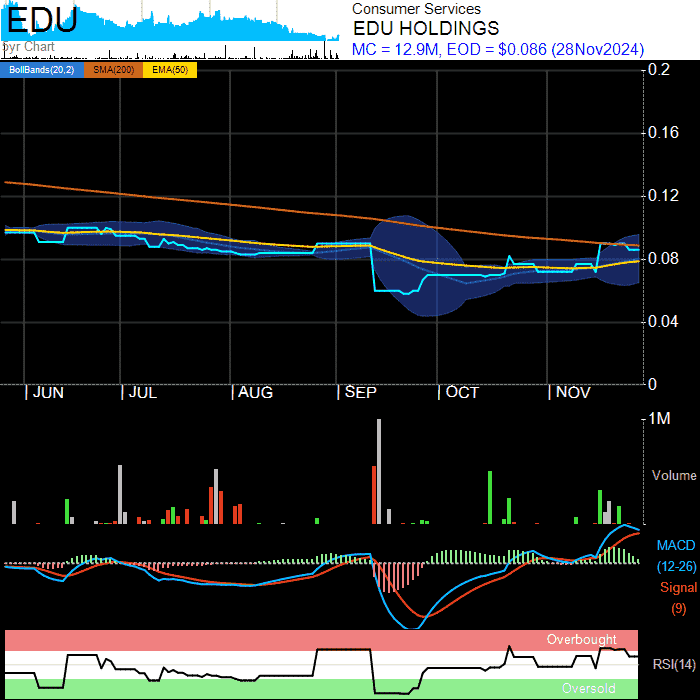 EDU
5yr Chart
Consumer Services
EDU HOLDINGS
MC = 12.9M, EOD = $0.086 (28Nov2024)
BollBands(20,2) SMA(200) EMA(50)
0.2
0.16
0.12
0.08
0.04
0
JUN JUL AUG SEP OCT NOV
1M
Volume
MACD
(12-26)
Signal
(9)
Overbought
RSI(14)
Oversold